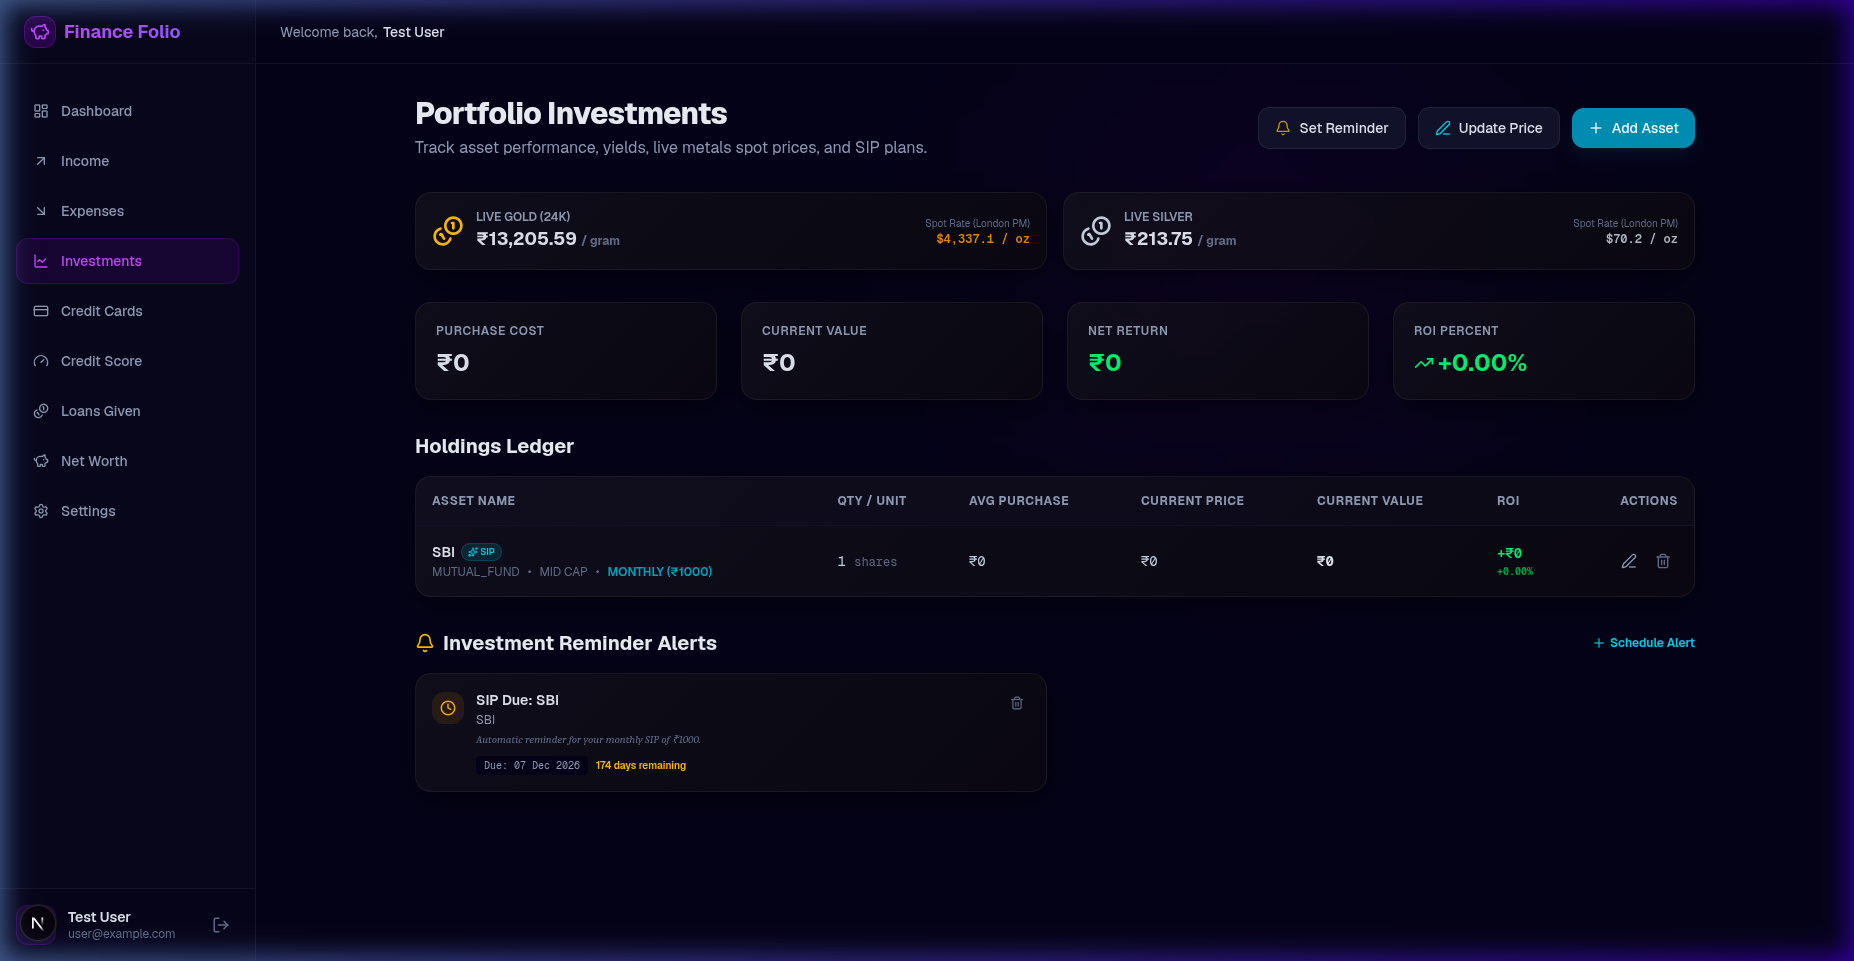 Finance Folio
Welcome back, Test User
Dashboard
Income
Expenses
Investments
Credit Cards
Credit Score
Loans Given
Net Worth
Settings
Portfolio Investments
Track asset performance, yields, live metals spot prices, and SIP plans.
Set Reminder
Update Price
Add Asset
LIVE GOLD (24K)
₹13,205.59 / gram
Spot Rate (London PM)
$4,337.1 / oz
LIVE SILVER
₹213.75 / gram
Spot Rate (London PM)
$70.2 / oz
PURCHASE COST
₹0
CURRENT VALUE
₹0
NET RETURN
₹0
ROI PERCENT
+0.00%
Holdings Ledger
ASSET NAME QTY / UNIT AVG PURCHASE CURRENT PRICE CURRENT VALUE ROI ACTIONS
SBI SIP
MUTUAL_FUND • MID CAP • MONTHLY (₹1000)
1 shares
₹0
₹0
₹0
+₹0
+0.00%
Investment Reminder Alerts
Schedule Alert
SIP Due: SBI
SBI
Automatic reminder for your monthly SIP of ₹1000.
Due: 07 Dec 2026 174 days remaining
N
Test User
user@example.com